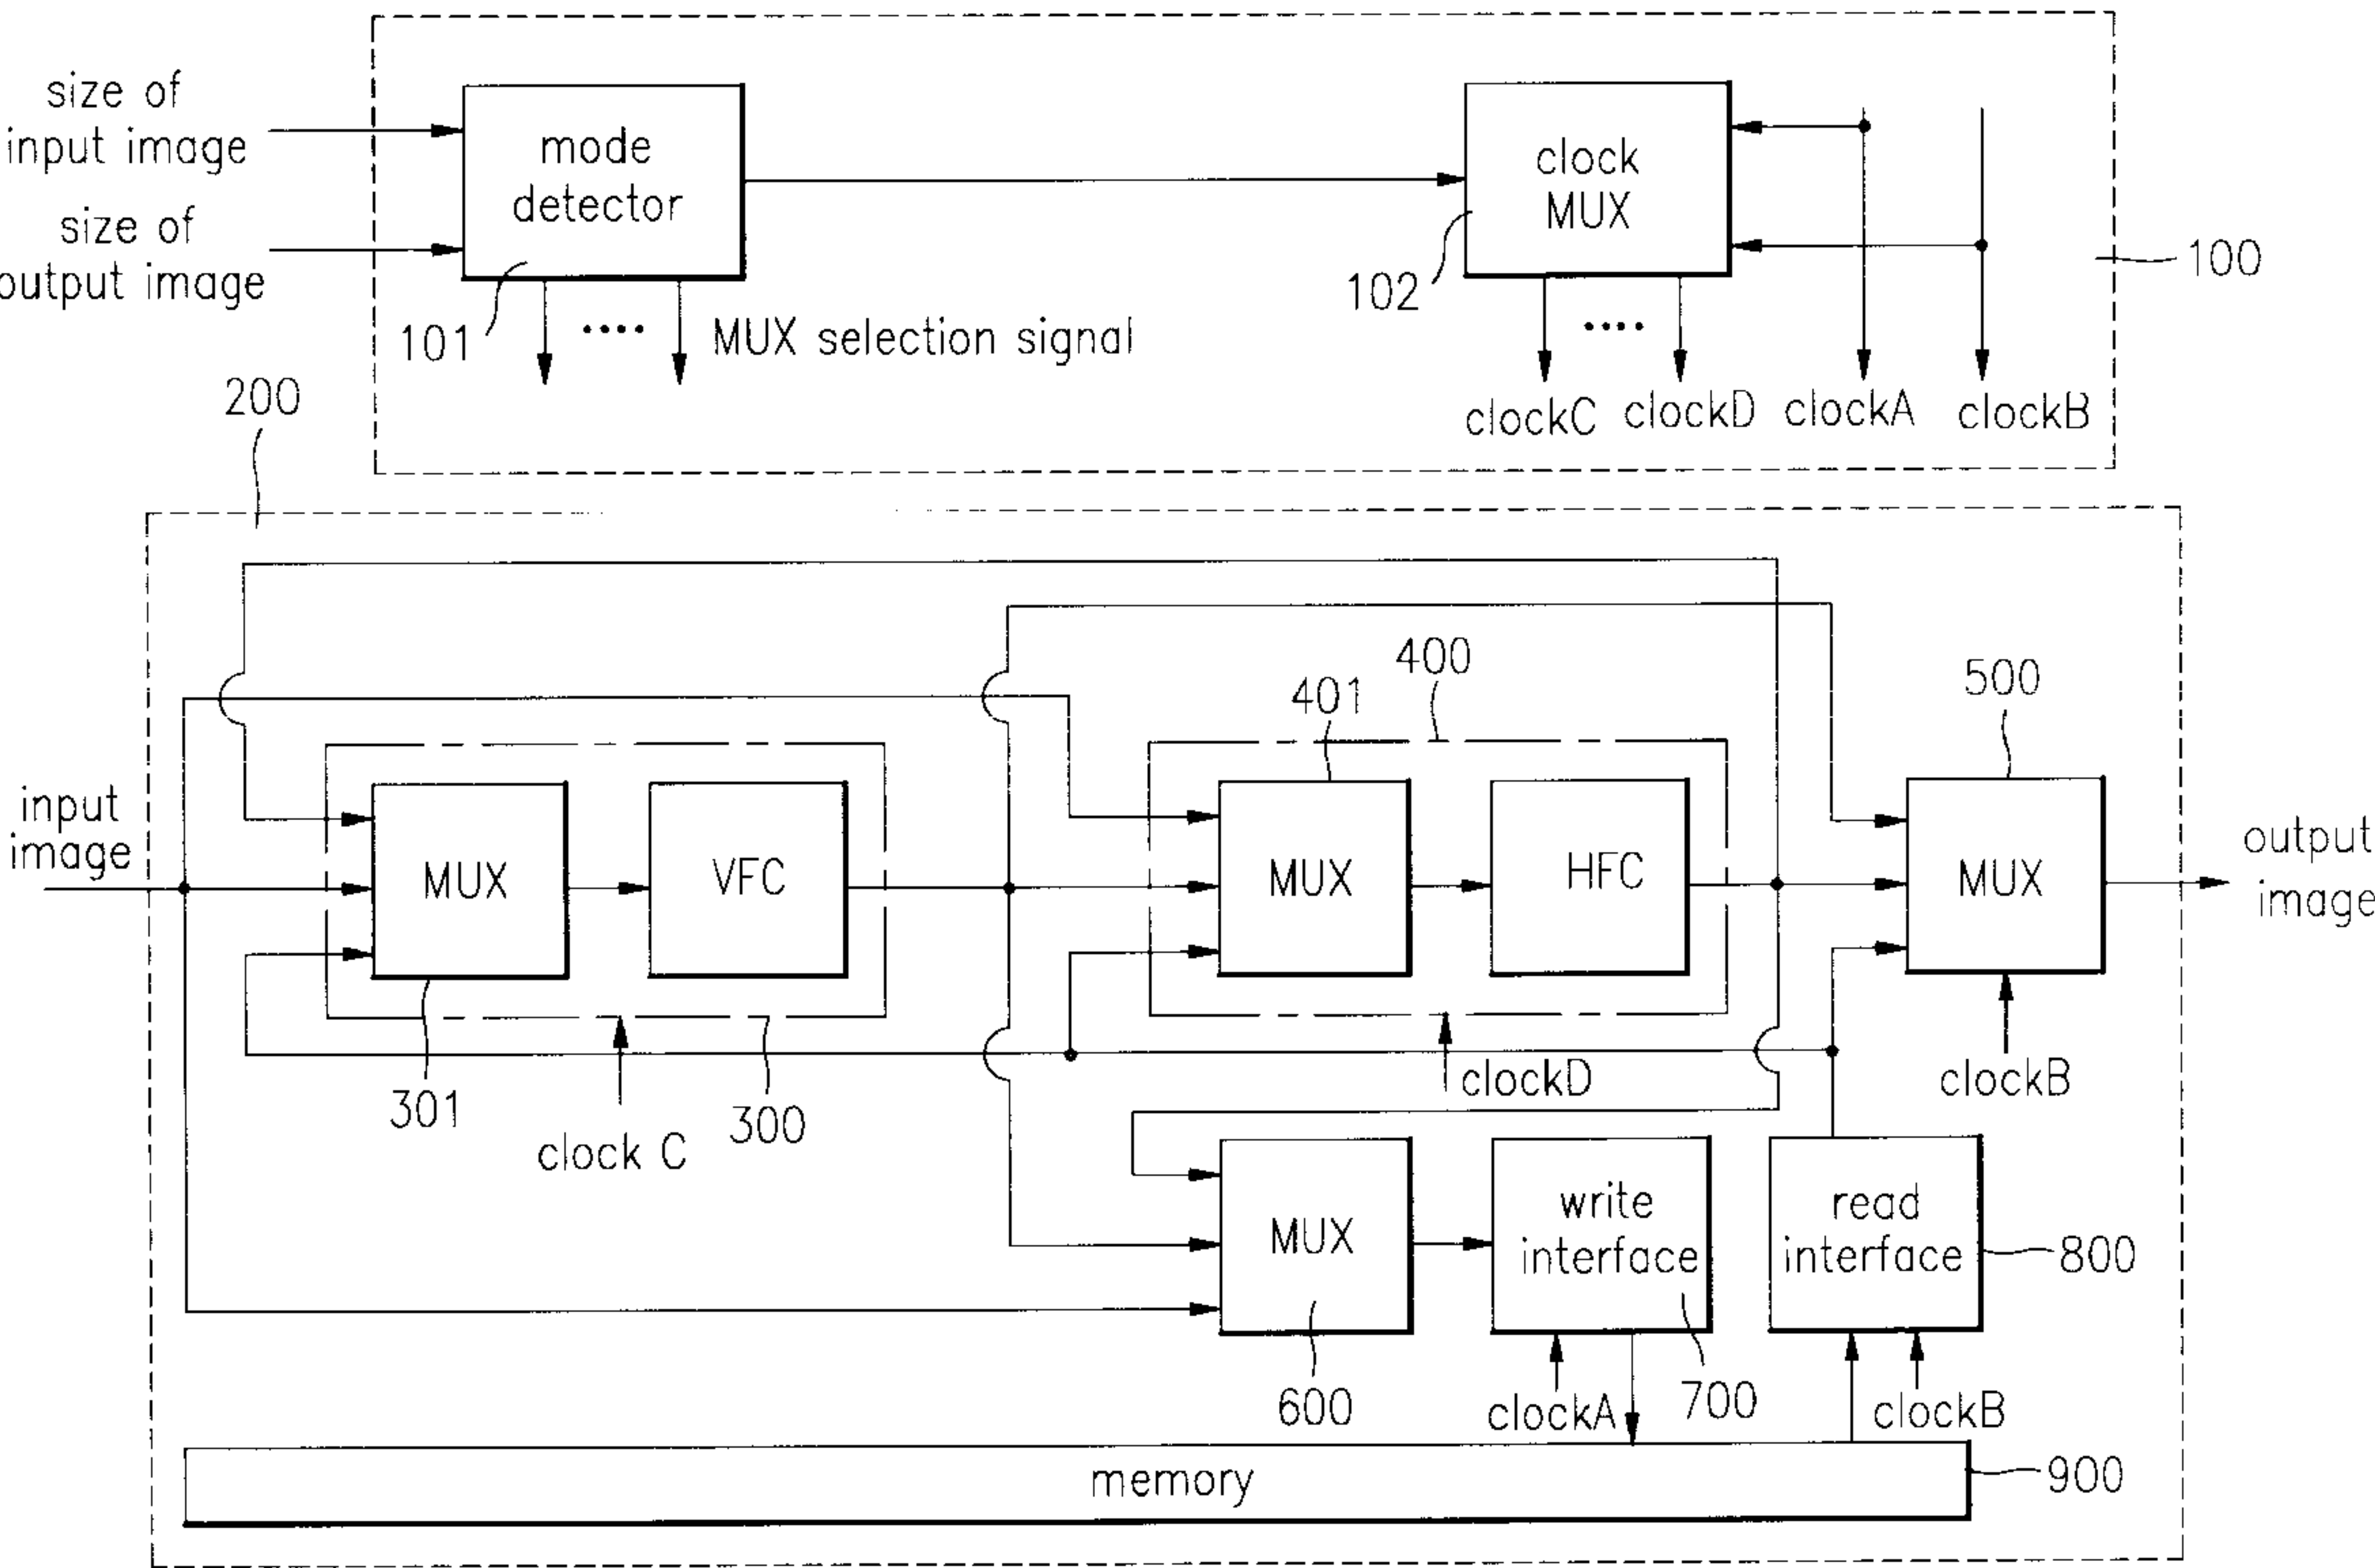 size of
input image
size of
output image
mode
detector
101
MUX selection signal
clock
MUX
102
clockC
clockD
clockA
clockB
100
200
input
image
MUX
301
VFC
300
clock C
401
400
MUX
HFC
clockD
500
MUX
clockB
output
image
MUX
600
write
interface
700
clockA
read
interface
800
clockB
memory
900